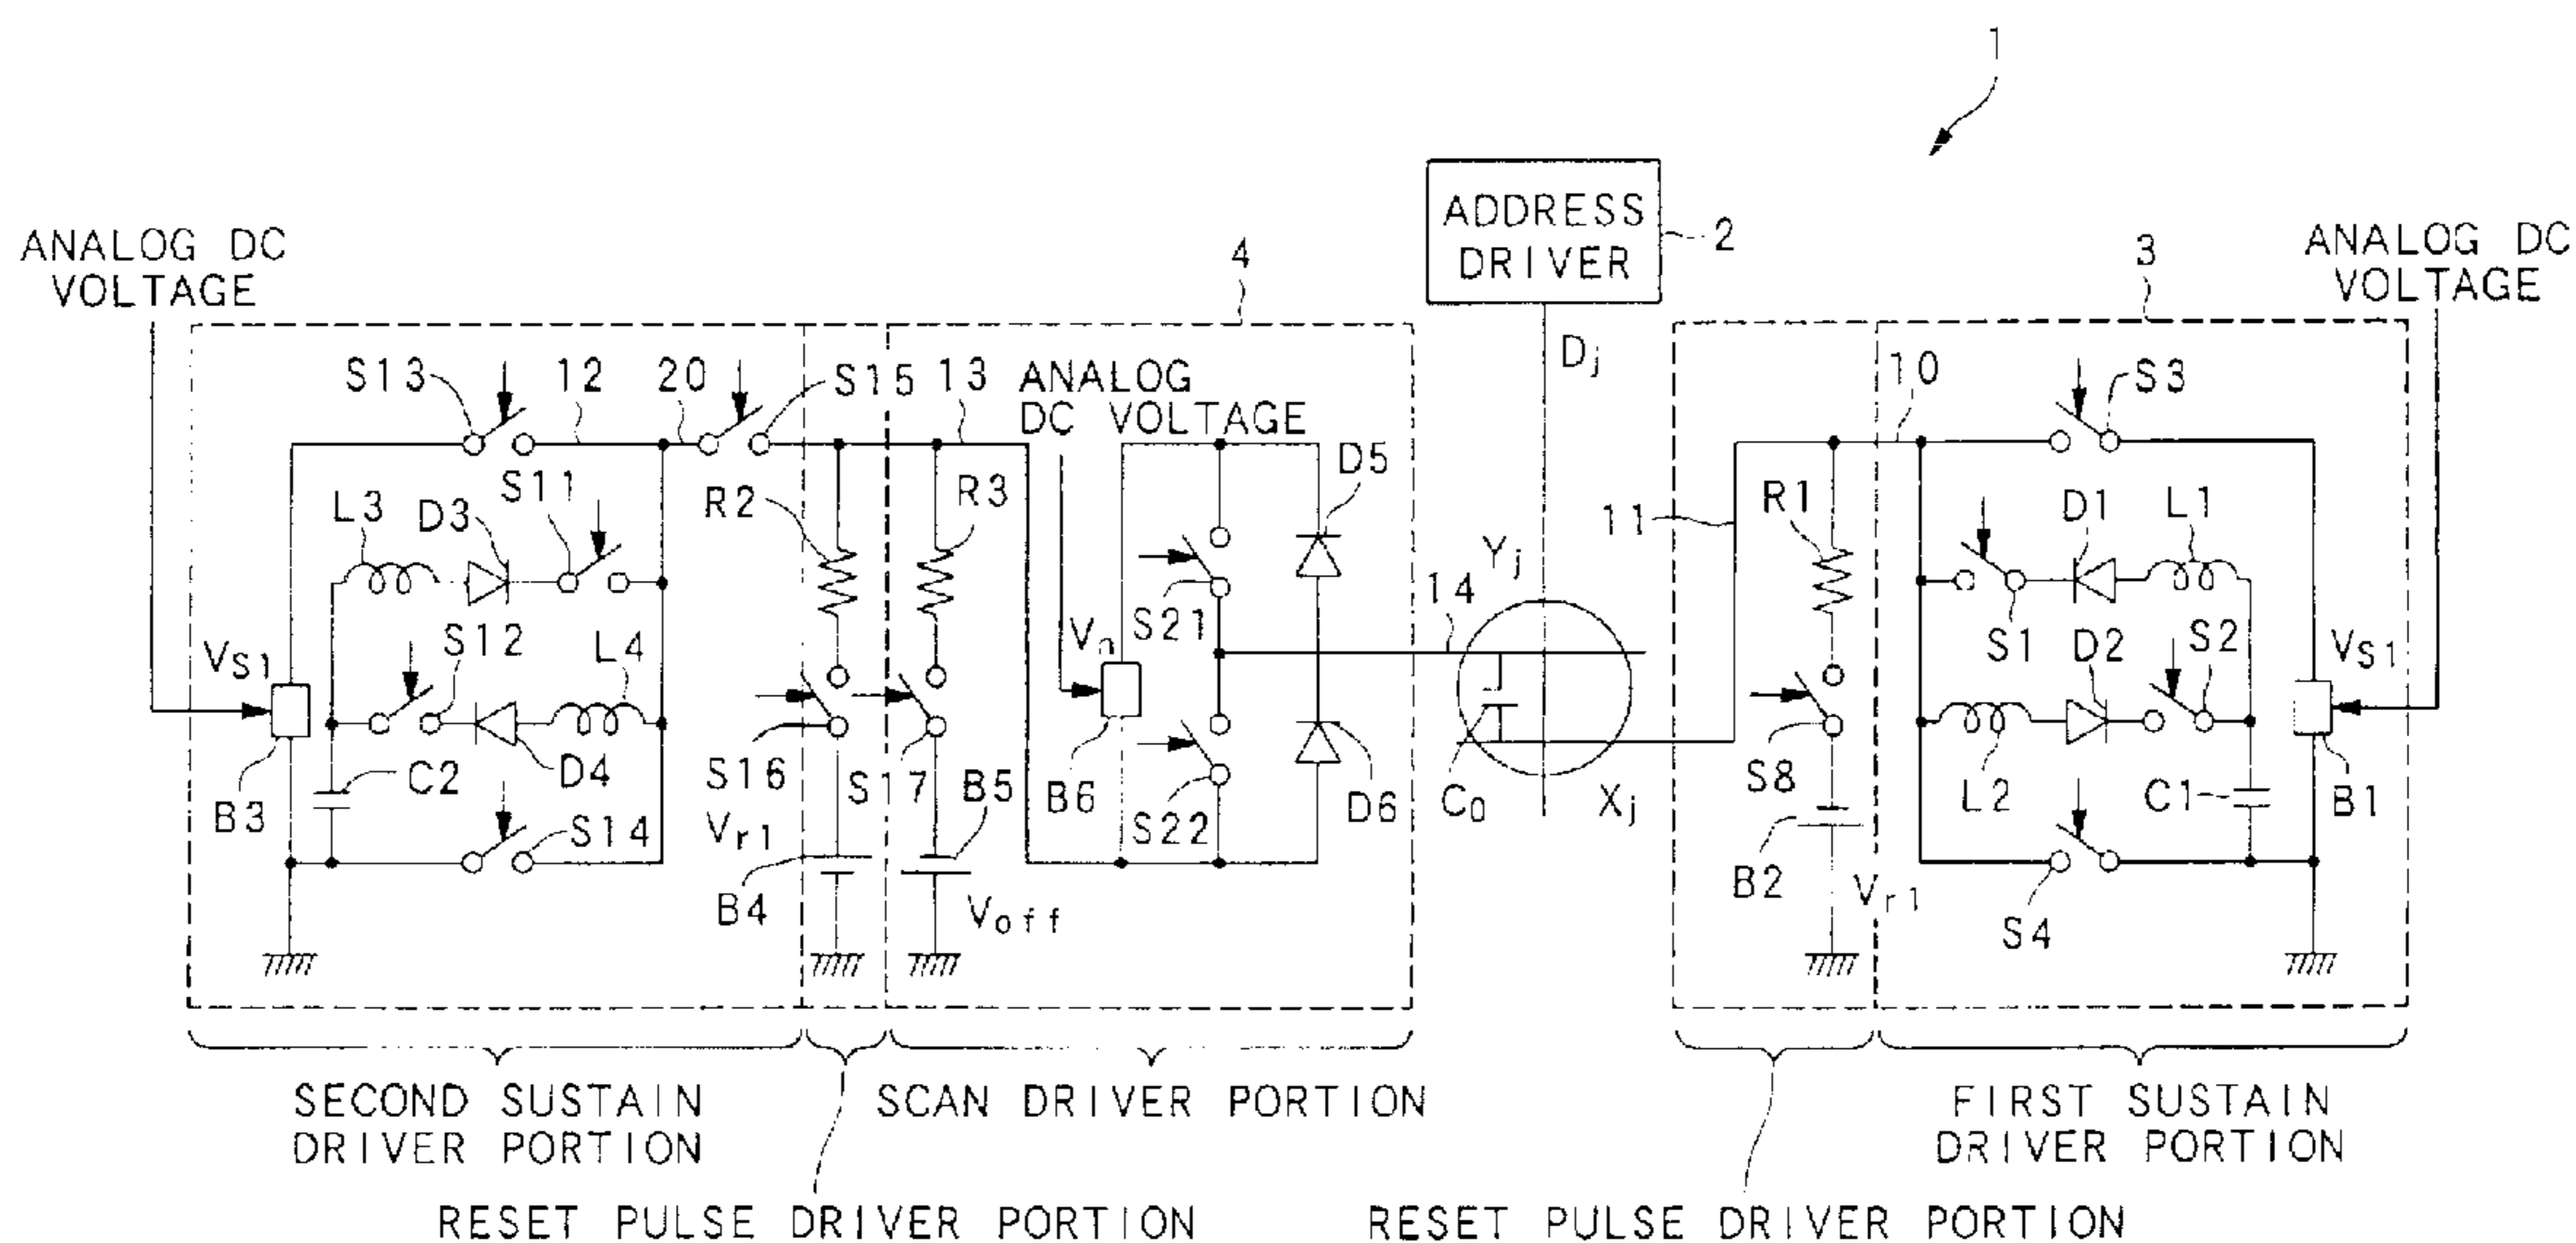 1
ADDRESS
DRIVER
2
ANALOG DC
VOLTAGE
4
3
ANALOG DC
VOLTAGE
Dj
S13
12
20
S15
13
ANALOG
DC VOLTAGE
10
S3
L3
D3
S11
R2
R3
D5
11
R1
D1
L1
Yj
14
VS1
S12
L4
S21
S1
D2
S2
VS1
B3
C2
D4
S16
S17
B5
B6
S22
D6
C0
Xj
S8
L2
C1
B1
S14
Vr1
B4
Voff
B2
Vr1
S4
SECOND SUSTAIN
DRIVER PORTION
SCAN DRIVER PORTION
FIRST SUSTAIN
DRIVER PORTION
RESET PULSE DRIVER PORTION
RESET PULSE DRIVER PORTION